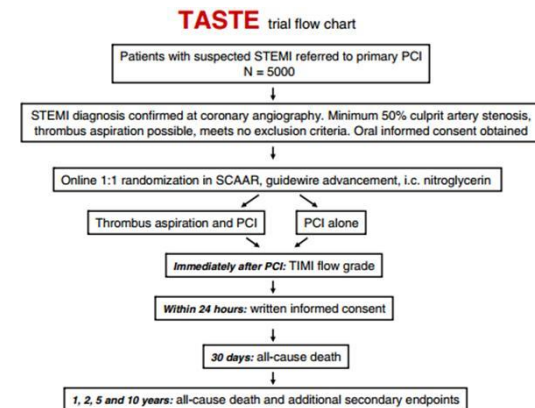 TASTE trial flow chart
Patients with suspected STEMI referred to primary PCI
N = 5000
STEMI diagnosis confirmed at coronary angiography. Minimum 50% culprit artery stenosis,
thrombus aspiration possible, meets no exclusion criteria. Oral informed consent obtained
Online 1:1 randomization in SCAAR, guidewire advancement, i.c. nitroglycerin
Thrombus aspiration and PCI
PCI alone
Immediately after PCI: TIMI flow grade
Within 24 hours: written informed consent
30 days: all-cause death
1, 2, 5 and 10 years: all-cause death and additional secondary endpoints